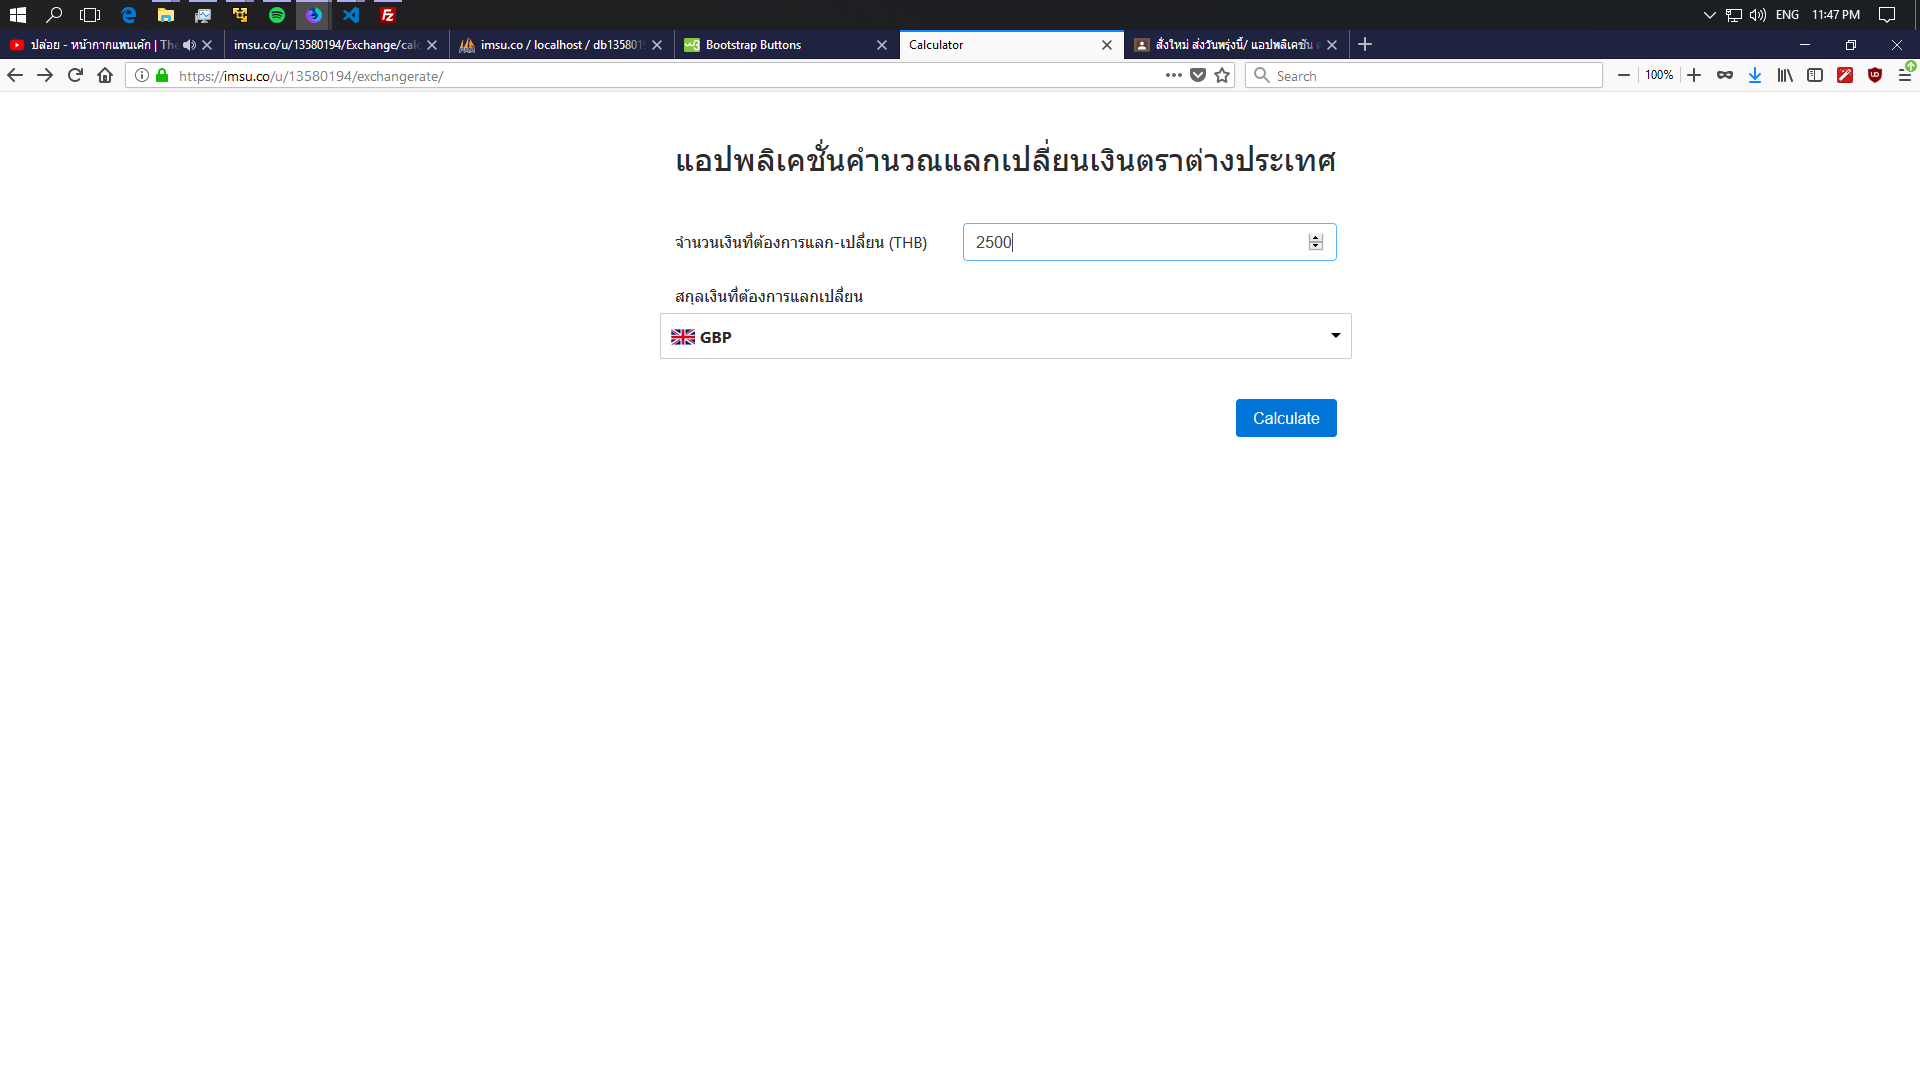 ENG 11:47 PM
ปล่อย - หน้ากากแพนเค้ก | The
imsu.co/u/13580194/Exchange/calc
imsu.co / localhost / db1358019
Bootstrap Buttons
Calculator
สั่งใหม่ ส่งวันพรุ่งนี้/ แอปพลิเคชัน
https://imsu.co/u/13580194/exchangerate/
Search
100%
แอปพลิเคชั่นคำนวณแลกเปลี่ยนเงินตราต่างประเทศ
จำนวนเงินที่ต้องการแลก-เปลี่ยน (THB)
2500
สกุลเงินที่ต้องการแลกเปลี่ยน
GBP
Calculate